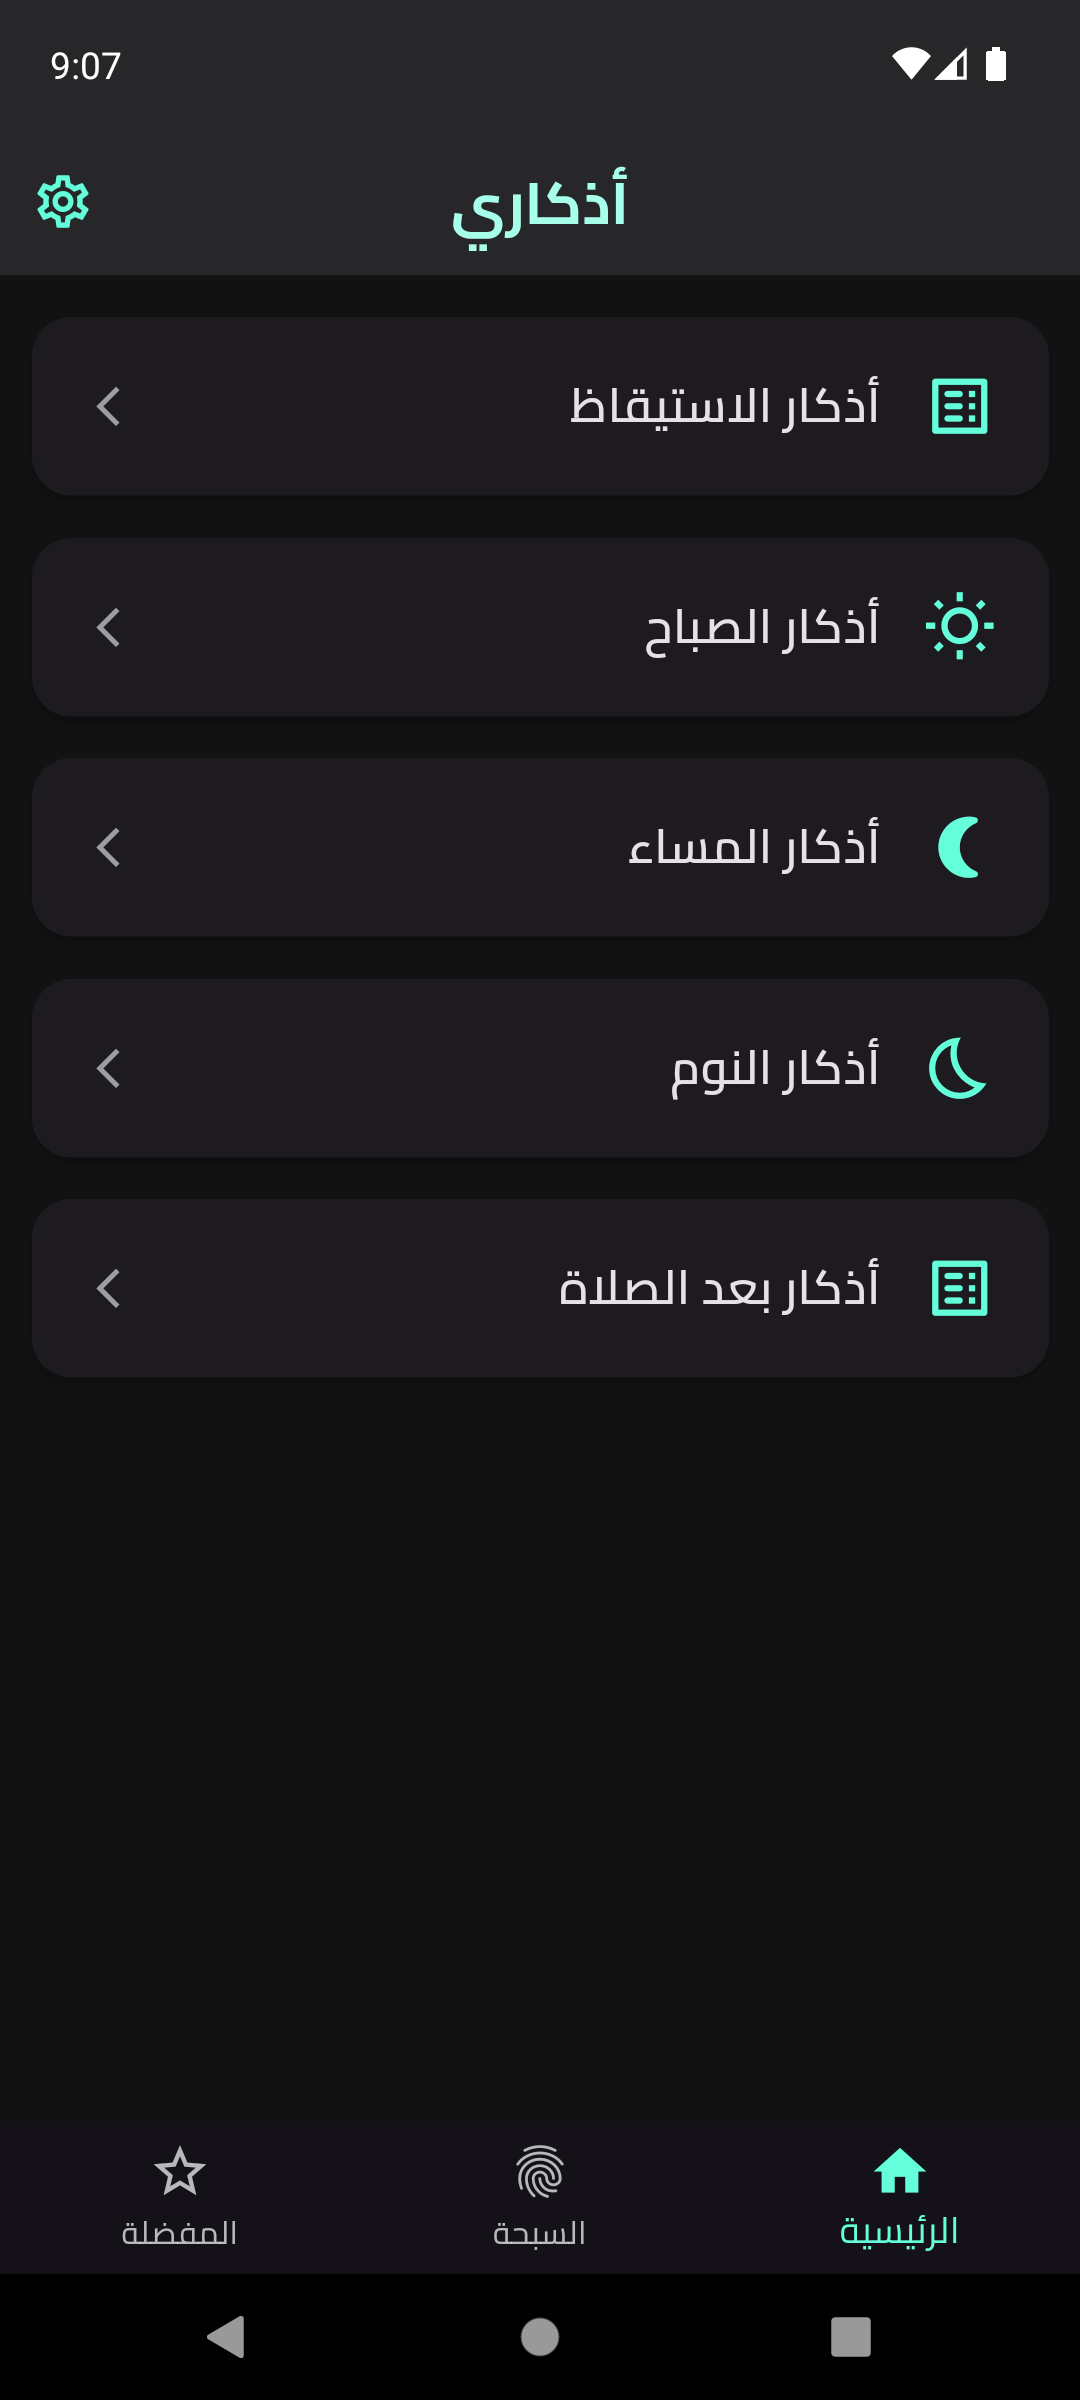 9:07
أذكاري
أذكار الاستيقاظ
أذكار الصباح
أذكار المساء
أذكار النوم
أذكار بعد الصلاة
الرئيسية
السبحة
المفضلة